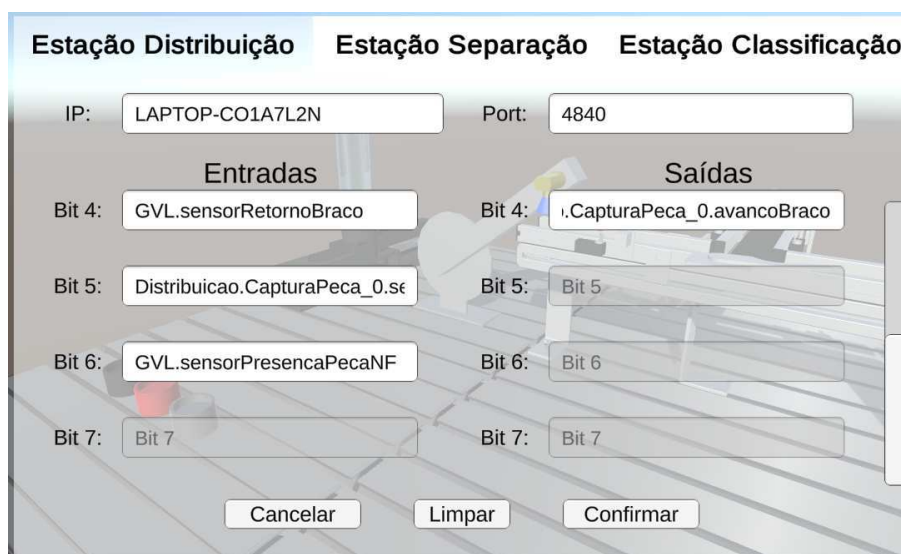 Estação Distribuição Estação Separação Estação Classificação
IP: LAPTOP-CO1A7L2N Port: 4840
Entradas Saídas
Bit 4: GVL.sensorRetornoBraco Bit 4: .CapturaPeca_0.avancoBraco
Bit 5: Distribuicao.CapturaPeca_0.se Bit 5: Bit 5
Bit 6: GVL.sensorPresencaPecaNF Bit 6: Bit 6
Bit 7: Bit 7 Bit 7: Bit 7
Cancelar Limpar Confirmar